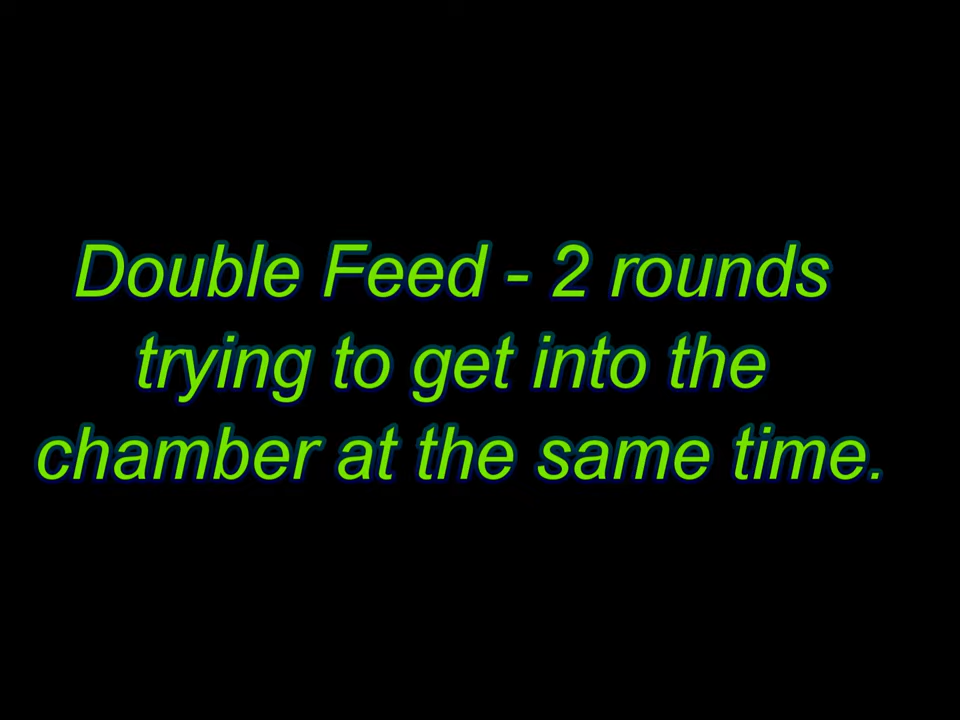 Double Feed - 2 rounds
trying to get into the
chamber at the same time.